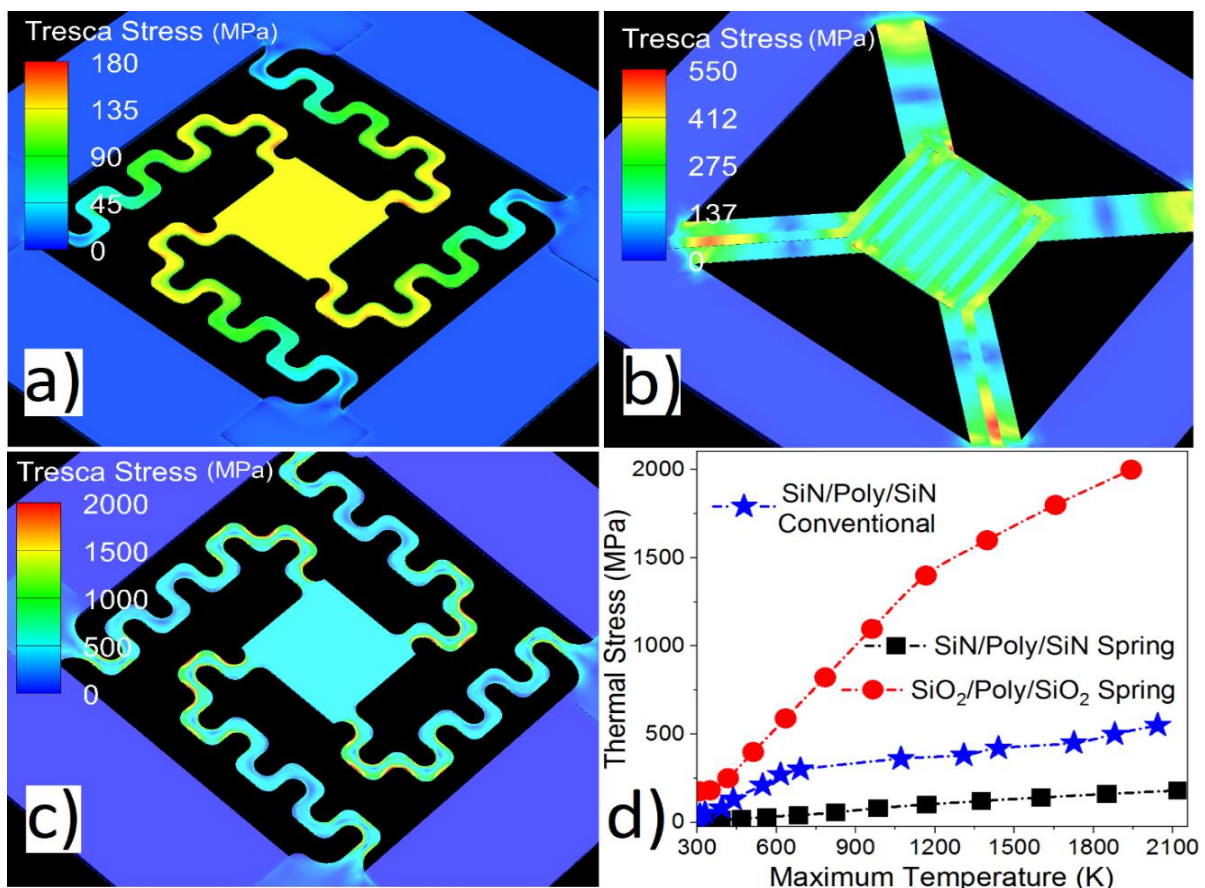 Tresca Stress (MPa)
180
135
90
45
0
a)
Tresca Stress (MPa)
550
412
275
137
0
b)
Tresca Stress (MPa)
2000
1500
1000
500
0
c)
2000
1500
1000
500
0
Thermal Stress (MPa)
SiN/Poly/SiN
Conventional
SiN/Poly/SiN Spring
SiO₂/Poly/SiO₂ Spring
d)
300 600 900 1200 1500 1800 2100
Maximum Temperature (K)